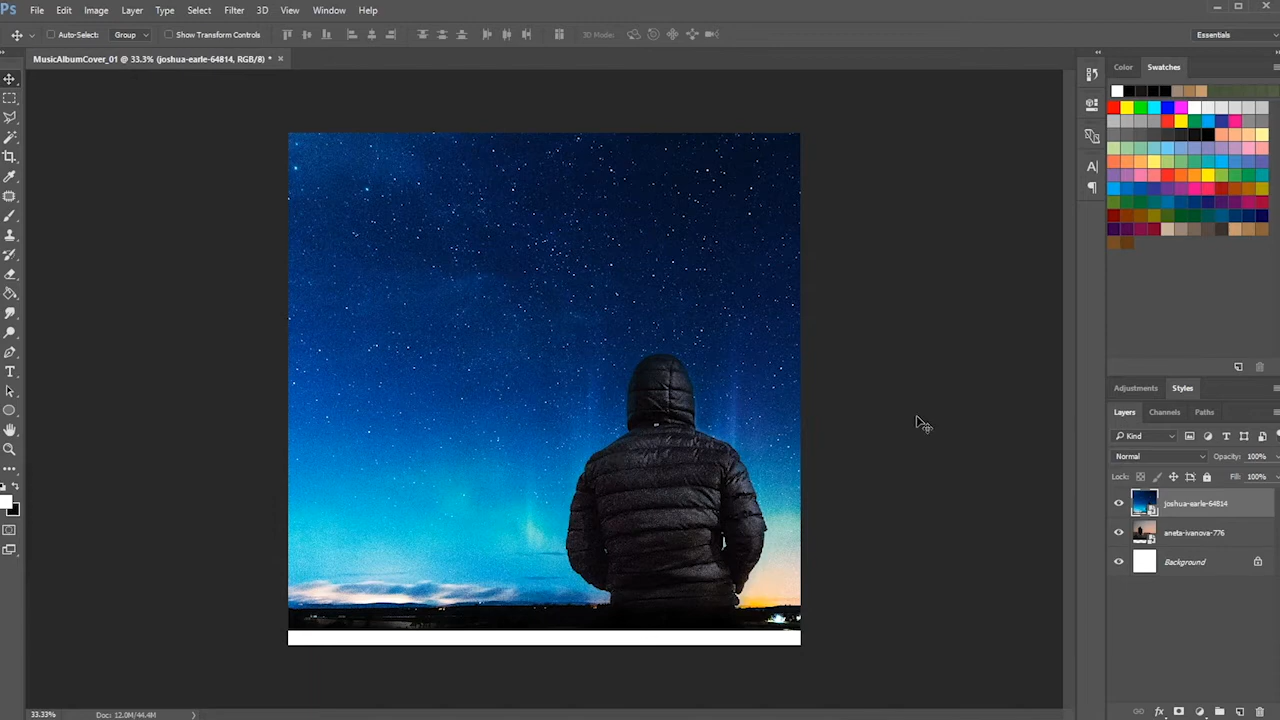 Ps File Edit Image Layer Type Select Filter 3D View Window Help
Auto-Select: Group Show Transform Controls 3D Mode: Essentials
MusicAlbumCover_01 @ 33.3% (joshua-earle-64814, RGB/8) * ×
Color Swatches
Adjustments Styles
Layers Channels Paths
Kind
Normal Opacity: 100%
Lock: Fill: 100%
joshua-earle-64814
aneta-ivanova-776
Background
33.33% Doc: 12.0M/44.4M